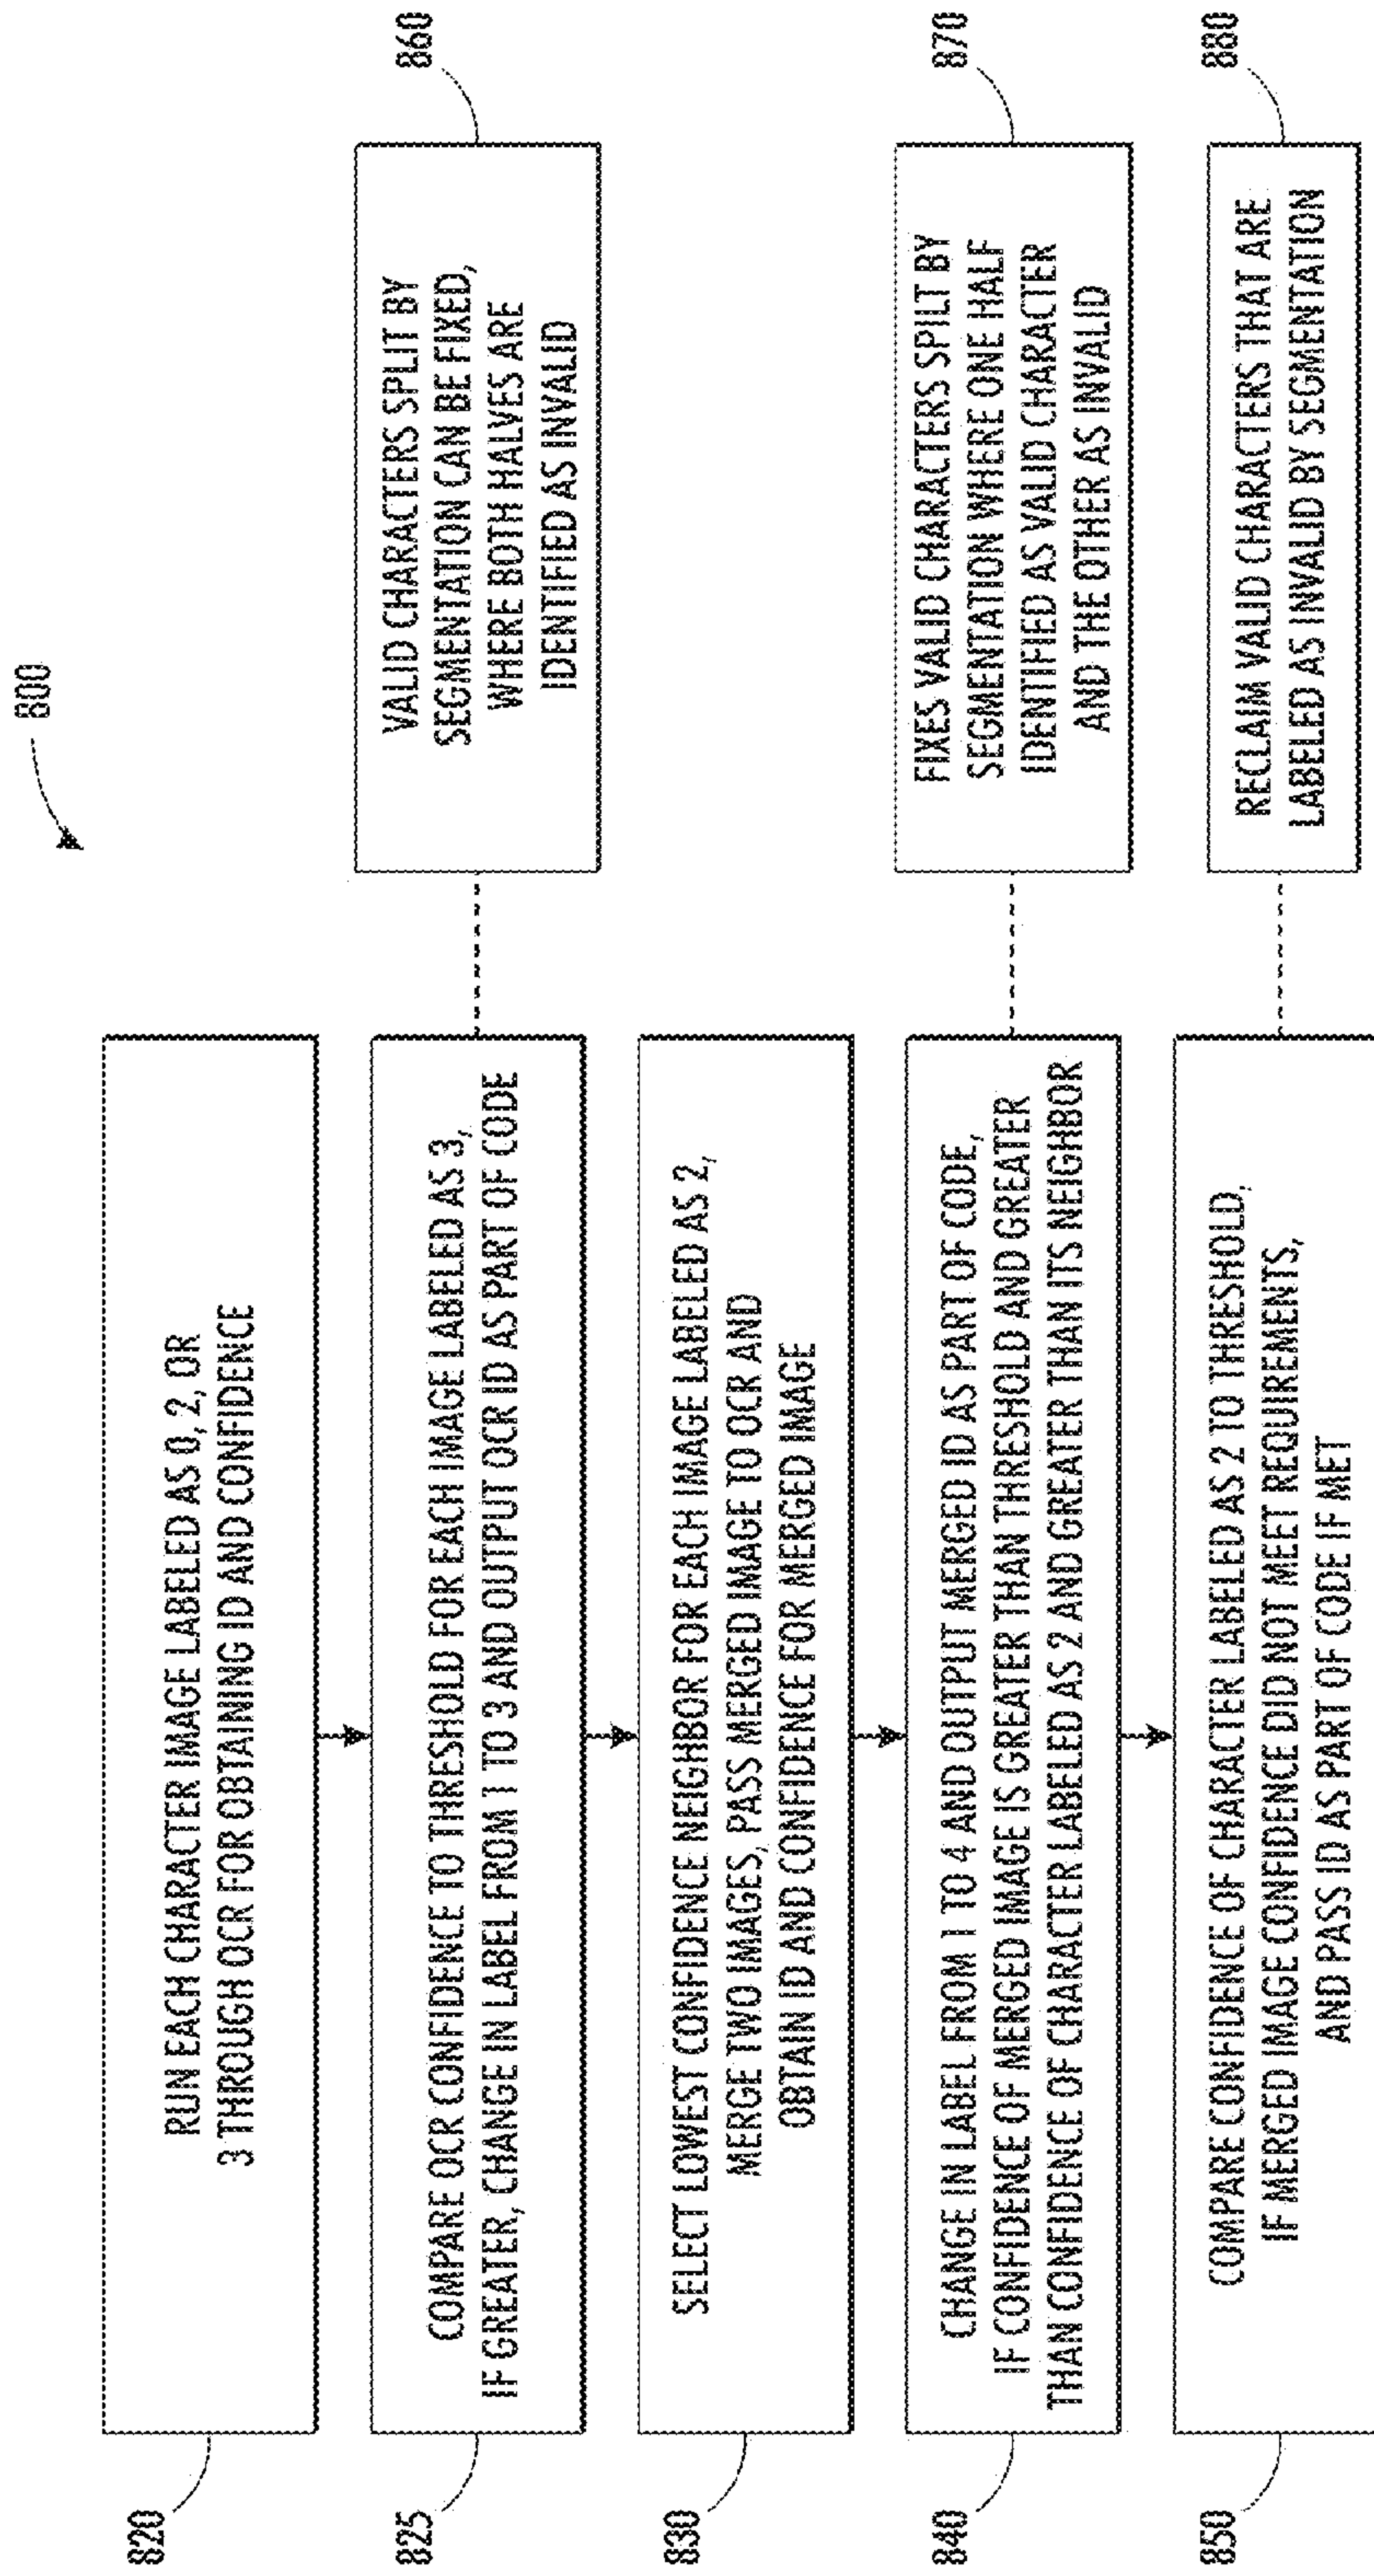 800
820
RUN EACH CHARACTER IMAGE LABELED AS 0, 2, OR
3 THROUGH OCR FOR OBTAINING ID AND CONFIDENCE
825
COMPARE OCR CONFIDENCE TO THRESHOLD FOR EACH IMAGE LABELED AS 3,
IF GREATER, CHANGE IN LABEL FROM 1 TO 3 AND OUTPUT OCR ID AS PART OF CODE
860
VALID CHARACTERS SPLIT BY
SEGMENTATION CAN BE FIXED,
WHERE BOTH HALVES ARE
IDENTIFIED AS INVALID
830
SELECT LOWEST CONFIDENCE NEIGHBOR FOR EACH IMAGE LABELED AS 2,
MERGE TWO IMAGES, PASS MERGED IMAGE TO OCR AND
OBTAIN ID AND CONFIDENCE FOR MERGED IMAGE
840
CHANGE IN LABEL FROM 1 TO 4 AND OUTPUT MERGED ID AS PART OF CODE,
IF CONFIDENCE OF MERGED IMAGE IS GREATER THAN THRESHOLD AND GREATER
THAN CONFIDENCE OF CHARACTER LABELED AS 2 AND GREATER THAN ITS NEIGHBOR
870
FIXES VALID CHARACTERS SPILT BY
SEGMENTATION WHERE ONE HALF
IDENTIFIED AS VALID CHARACTER
AND THE OTHER AS INVALID
850
COMPARE CONFIDENCE OF CHARACTER LABELED AS 2 TO THRESHOLD,
IF MERGED IMAGE CONFIDENCE DID NOT MEET REQUIREMENTS,
AND PASS ID AS PART OF CODE IF MET
880
RECLAIM VALID CHARACTERS THAT ARE
LABELED AS INVALID BY SEGMENTATION